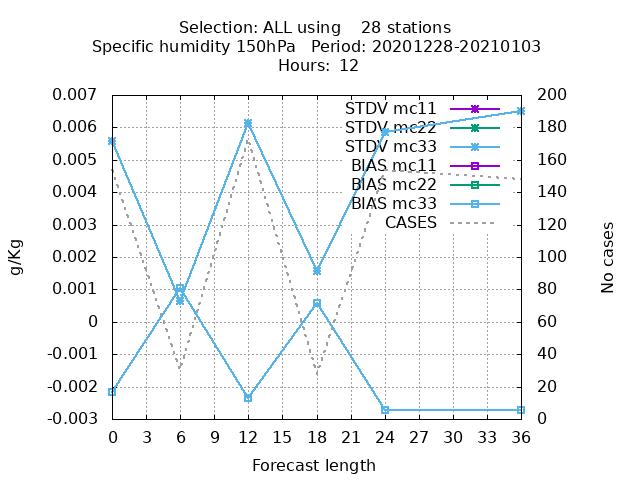 Selection: ALL using    28 stations
Specific humidity 150hPa   Period: 20201228-20210103
Hours: 12
STDV mc11
STDV mc22
STDV mc33
BIAS mc11
BIAS mc22
BIAS mc33
CASES
0.007
0.006
0.005
0.004
0.003
0.002
0.001
0
-0.001
-0.002
-0.003
g/Kg
200
180
160
140
120
100
80
60
40
20
0
No cases
0 3 6 9 12 15 18 21 24 27 30 33 36
Forecast length